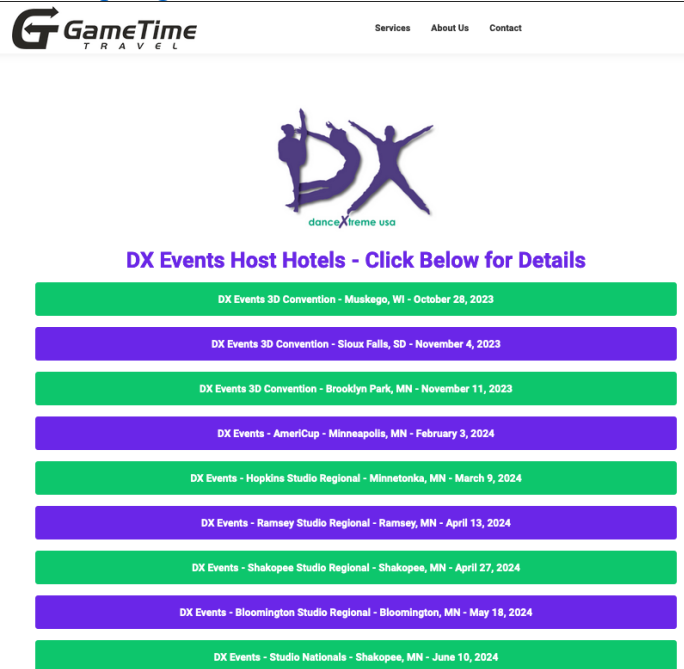 GameTime
TRAVEL
Services About Us Contact
DX
danceXtreme usa
DX Events Host Hotels - Click Below for Details
DX Events 3D Convention - Muskego, WI - October 28, 2023
DX Events 3D Convention - Sioux Falls, SD - November 4, 2023
DX Events 3D Convention - Brooklyn Park, MN - November 11, 2023
DX Events - AmeriCup - Minneapolis, MN - February 3, 2024
DX Events - Hopkins Studio Regional - Minnetonka, MN - March 9, 2024
DX Events - Ramsey Studio Regional - Ramsey, MN - April 13, 2024
DX Events - Shakopee Studio Regional - Shakopee, MN - April 27, 2024
DX Events - Bloomington Studio Regional - Bloomington, MN - May 18, 2024
DX Events - Studio Nationals - Shakopee, MN - June 10, 2024